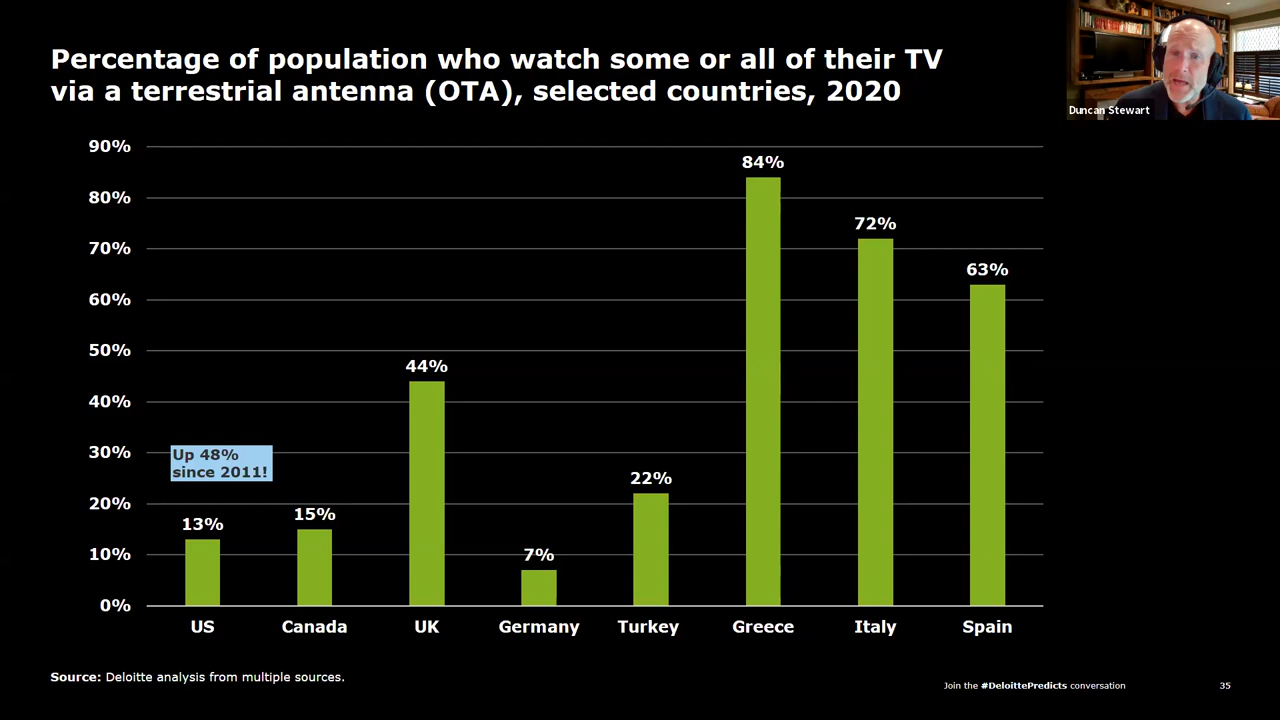 Percentage of population who watch some or all of their TV
via a terrestrial antenna (OTA), selected countries, 2020
Duncan Stewart
90%
80%
70%
60%
50%
40%
30%
20%
10%
0%
Up 48%
since 2011!
13%
15%
44%
7%
22%
84%
72%
63%
US Canada UK Germany Turkey Greece Italy Spain
Source: Deloitte analysis from multiple sources.
Join the #DeloittePredicts conversation
35